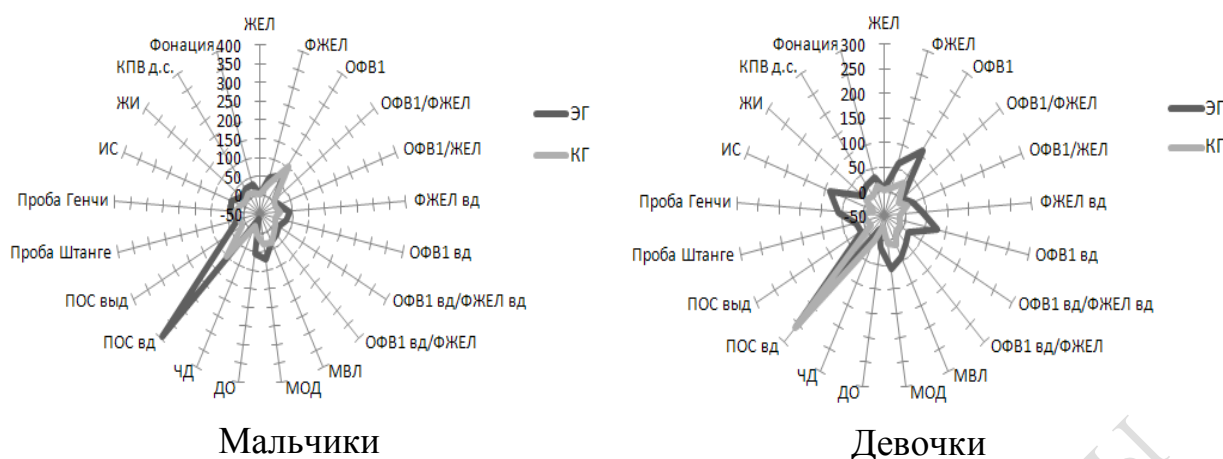 ЖЕЛ
ФЖЕЛ
ОФВ1
ОФВ1/ФЖЕЛ
ОФВ1/ЖЕЛ
ФЖЕЛ вд
ОФВ1 вд
ОФВ1 вд/ФЖЕЛ вд
ОФВ1 вд/ФЖЕЛ
МВЛ
МОД
ДО
ЧД
ПОС вд
ПОС выд
Проба Штанге
Проба Генчи
ИС
ЖИ
КПВ д.с.
Фонация
400
350
300
250
200
150
100
50
0
-50
ЭГ
КГ
Мальчики
ЖЕЛ
ФЖЕЛ
ОФВ1
ОФВ1/ФЖЕЛ
ОФВ1/ЖЕЛ
ФЖЕЛ вд
ОФВ1 вд
ОФВ1 вд/ФЖЕЛ вд
ОФВ1 вд/ФЖЕЛ
МВЛ
МОД
ДО
ЧД
ПОС вд
ПОС выд
Проба Штанге
Проба Генчи
ИС
ЖИ
КПВ д.с.
Фонация
300
250
200
150
100
50
0
-50
ЭГ
КГ
Девочки